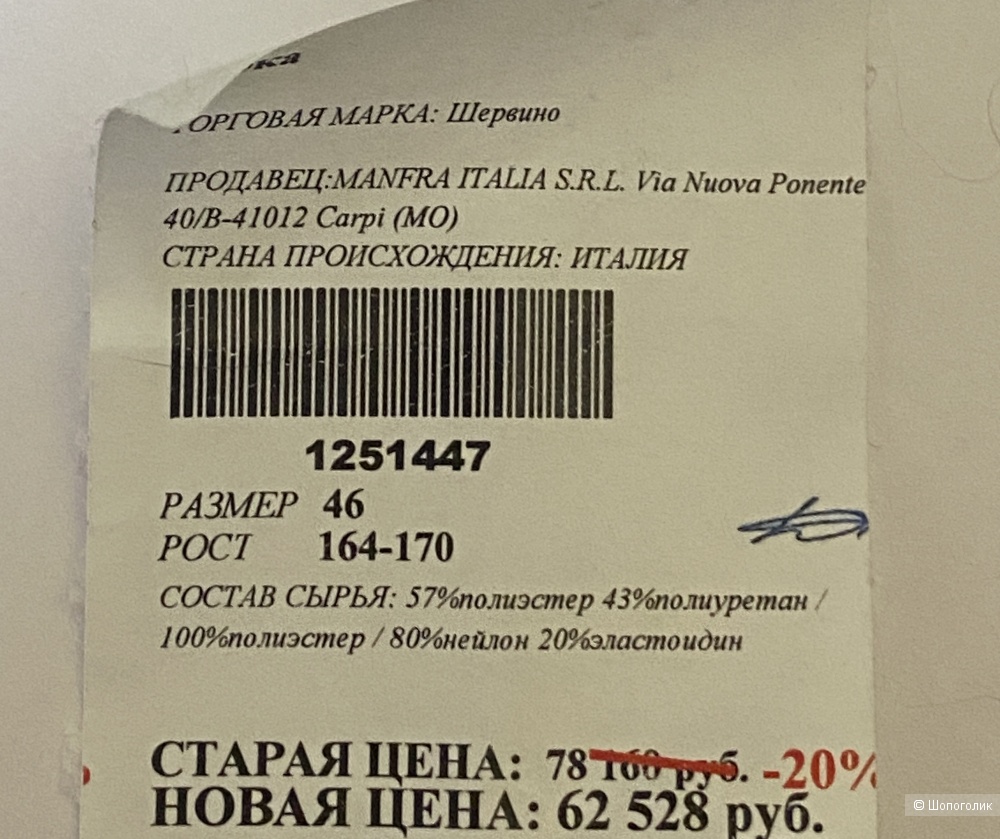 ТОРГОВАЯ МАРКА: Шервино
ПРОДАВЕЦ:MANFRA ITALIA S.R.L. Via Nuova Ponente
40/B-41012 Carpi (MO)
СТРАНА ПРОИСХОЖДЕНИЯ: ИТАЛИЯ
1251447
РАЗМЕР 46
РОСТ 164-170
СОСТАВ СЫРЬЯ: 57%полиэстер 43%полиуретан /
100%полиэстер / 80%нейлон 20%эластоидин
СТАРАЯ ЦЕНА: 78 160 руб. -20%
НОВАЯ ЦЕНА: 62 528 руб.
© Шопоголик